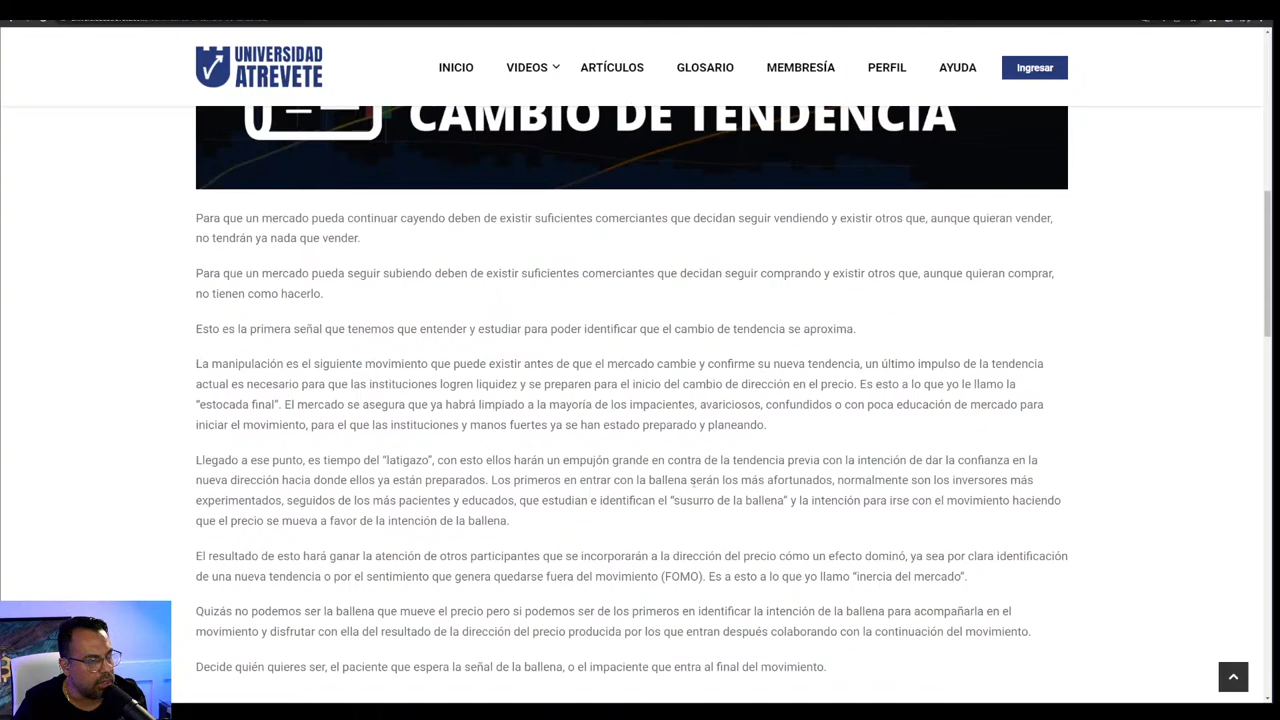 UNIVERSIDAD
ATREVETE
INICIO VIDEOS ARTÍCULOS GLOSARIO MEMBRESÍA PERFIL AYUDA Ingresar
CAMBIO DE TENDENCIA
Para que un mercado pueda continuar cayendo deben de existir suficientes comerciantes que decidan seguir vendiendo y existir otros que, aunque quieran vender,
no tendrán ya nada que vender.
Para que un mercado pueda seguir subiendo deben de existir suficientes comerciantes que decidan seguir comprando y existir otros que, aunque quieran comprar,
no tienen como hacerlo.
Esto es la primera señal que tenemos que entender y estudiar para poder identificar que el cambio de tendencia se aproxima.
La manipulación es el siguiente movimiento que puede existir antes de que el mercado cambie y confirme su nueva tendencia, un último impulso de la tendencia
actual es necesario para que las instituciones logren liquidez y se preparen para el inicio del cambio de dirección en el precio. Es esto a lo que yo le llamo la
“estocada final”. El mercado se asegura que ya habrá limpiado a la mayoría de los impacientes, avariciosos, confundidos o con poca educación de mercado para
iniciar el movimiento, para el que las instituciones y manos fuertes ya se han estado preparado y planeando.
Llegado a ese punto, es tiempo del “latigazo”, con esto ellos harán un empujón grande en contra de la tendencia previa con la intención de dar la confianza en la
nueva dirección hacia donde ellos ya están preparados. Los primeros en entrar con la ballena serán los más afortunados, normalmente son los inversores más
experimentados, seguidos de los más pacientes y educados, que estudian e identifican el “susurro de la ballena” y la intención para irse con el movimiento haciendo
que el precio se mueva a favor de la intención de la ballena.
El resultado de esto hará ganar la atención de otros participantes que se incorporarán a la dirección del precio cómo un efecto dominó, ya sea por clara identificación
de una nueva tendencia o por el sentimiento que genera quedarse fuera del movimiento (FOMO). Es a esto a lo que yo llamo “inercia del mercado”.
Quizás no podemos ser la ballena que mueve el precio pero si podemos ser de los primeros en identificar la intención de la ballena para acompañarla en el
movimiento y disfrutar con ella del resultado de la dirección del precio producida por los que entran después colaborando con la continuación del movimiento.
Decide quién quieres ser, el paciente que espera la señal de la ballena, o el impaciente que entra al final del movimiento.